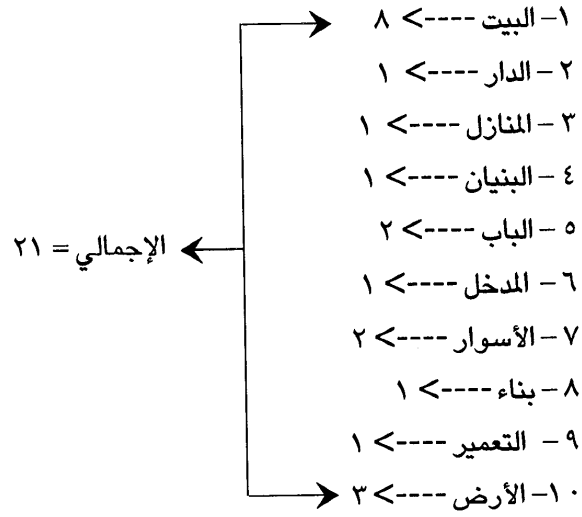 ١– البيت ----> ٨
٢ – الدار ----> ١
٣ – المنازل ----> ١
٤ – البنيان ----> ١
٥ – الباب ----> ٢
الإجمالي = ٢١
٦ – المدخل ----> ١
٧ – الأسوار ----> ٢
٨ – بناء ----> ١
٩ – التعمير ----> ١
١٠–الأرض ----> ٣